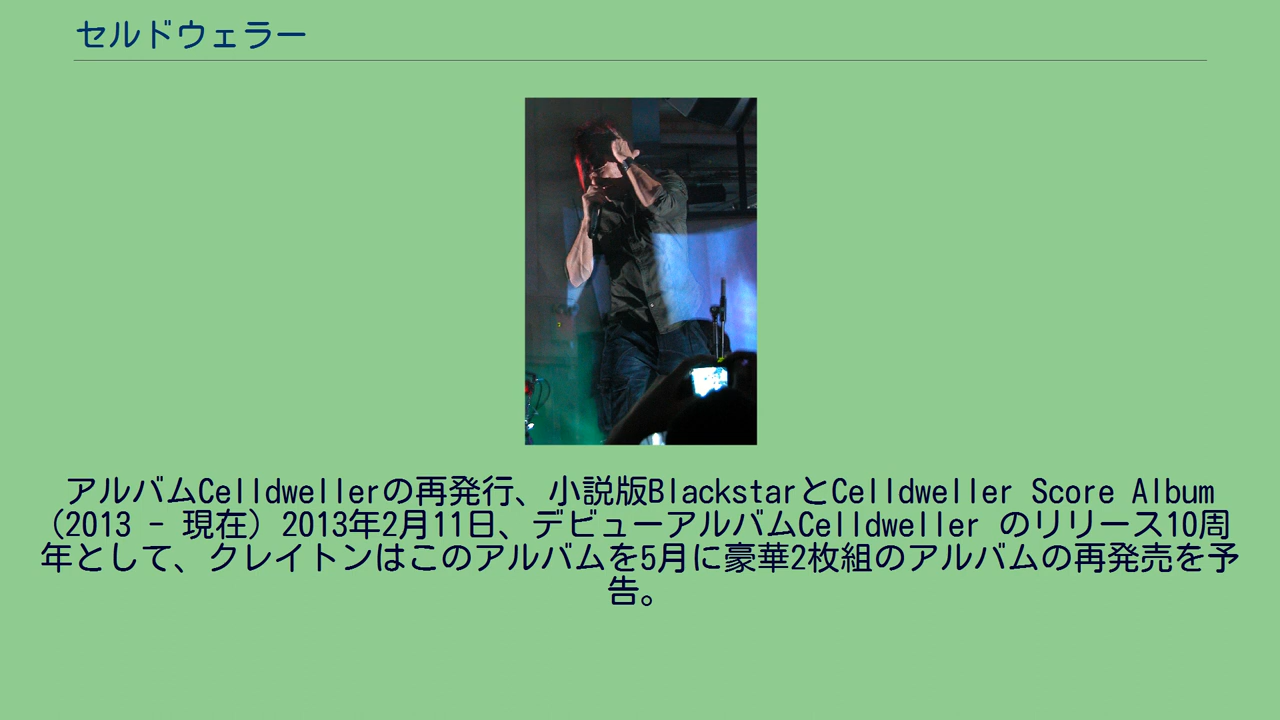 セルドウェラー
アルバムCelldwellerの再発行、小説版BlackstarとCelldweller Score Album
（2013 - 現在）2013年2月11日、デビューアルバムCelldweller のリリース10周
年として、クレイトンはこのアルバムを5月に豪華2枚組のアルバムの再発売を予
告。